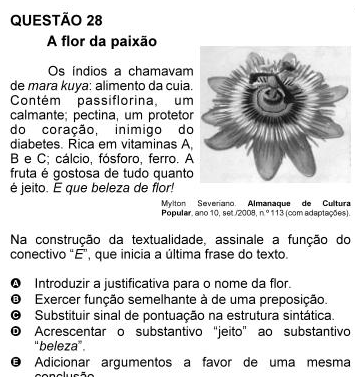 QUESTÃO 28
A flor da paixão
Os índios a chamavam
de mara kuya: alimento da cuia.
Contém passiflorina, um
calmante; pectina, um protetor
do coração, inimigo do
diabetes. Rica em vitaminas A,
B e C; cálcio, fósforo, ferro. A
fruta é gostosa de tudo quanto
é jeito. E que beleza de flor!
Mylton Severiano. Almanaque de Cultura
Popular, ano 10, set./2008, n.º 113 (com adaptações).
Na construção da textualidade, assinale a função do
conectivo "E", que inicia a última frase do texto.
A Introduzir a justificativa para o nome da flor.
B Exercer função semelhante à de uma preposição.
C Substituir sinal de pontuação na estrutura sintática.
D Acrescentar o substantivo "jeito" ao substantivo
"beleza".
E Adicionar argumentos a favor de uma mesma
conclusão